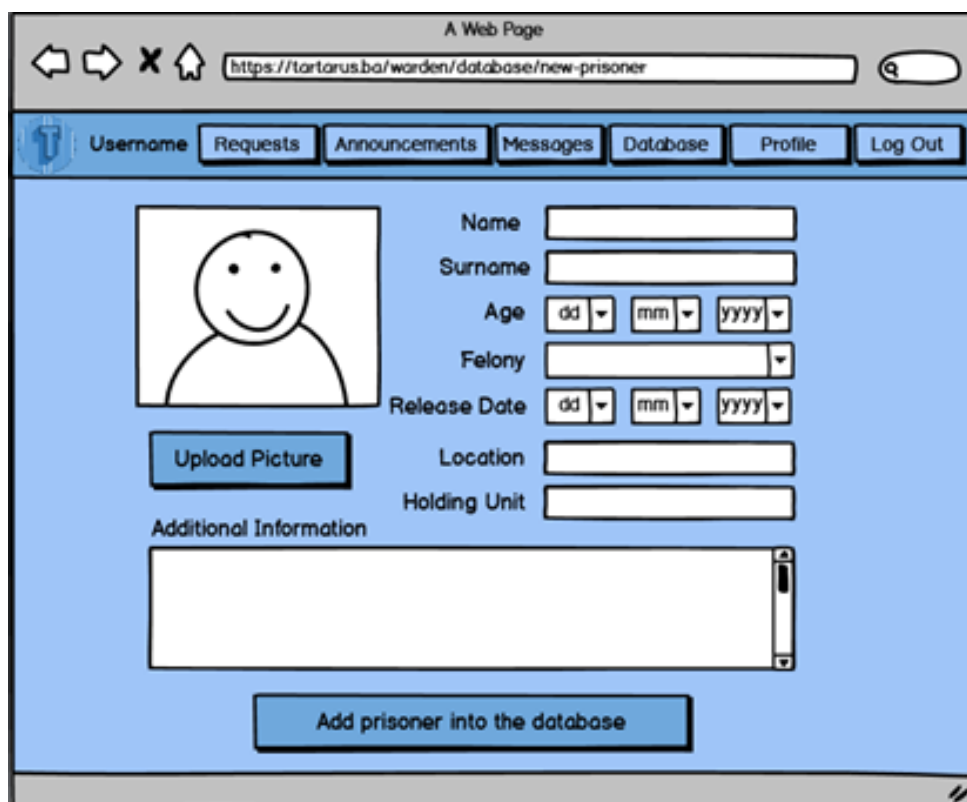 A Web Page
https://tartarus.ba/warden/database/new-prisoner
T
Username Requests Announcements Messages Database Profile Log Out
Name
Surname
Age dd mm yyyy
Felony
Release Date dd mm yyyy
Upload Picture
Location
Holding Unit
Additional Information
Add prisoner into the database